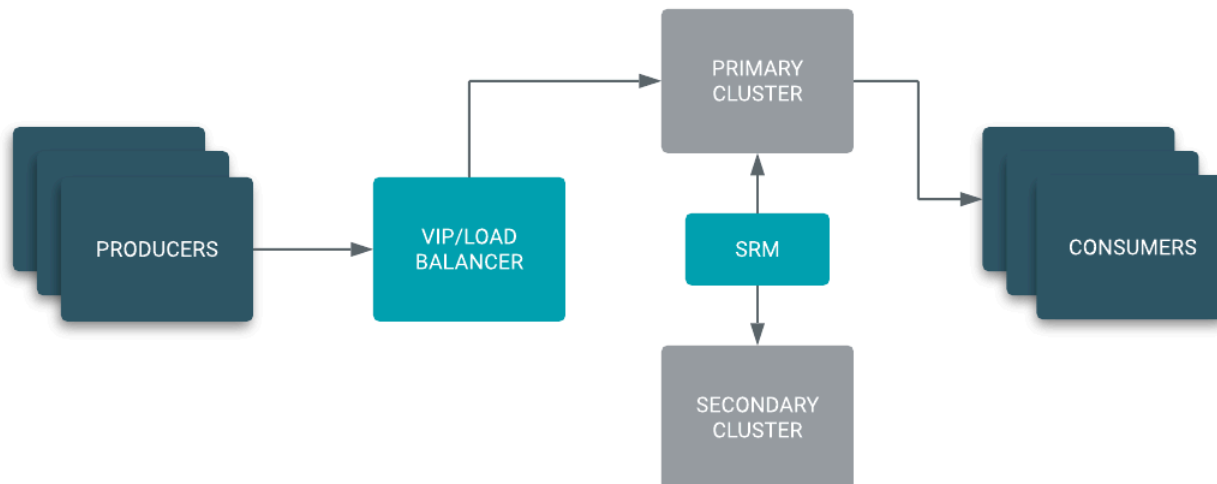 PRODUCERS
VIP/LOAD
BALANCER
PRIMARY
CLUSTER
SRM
SECONDARY
CLUSTER
CONSUMERS